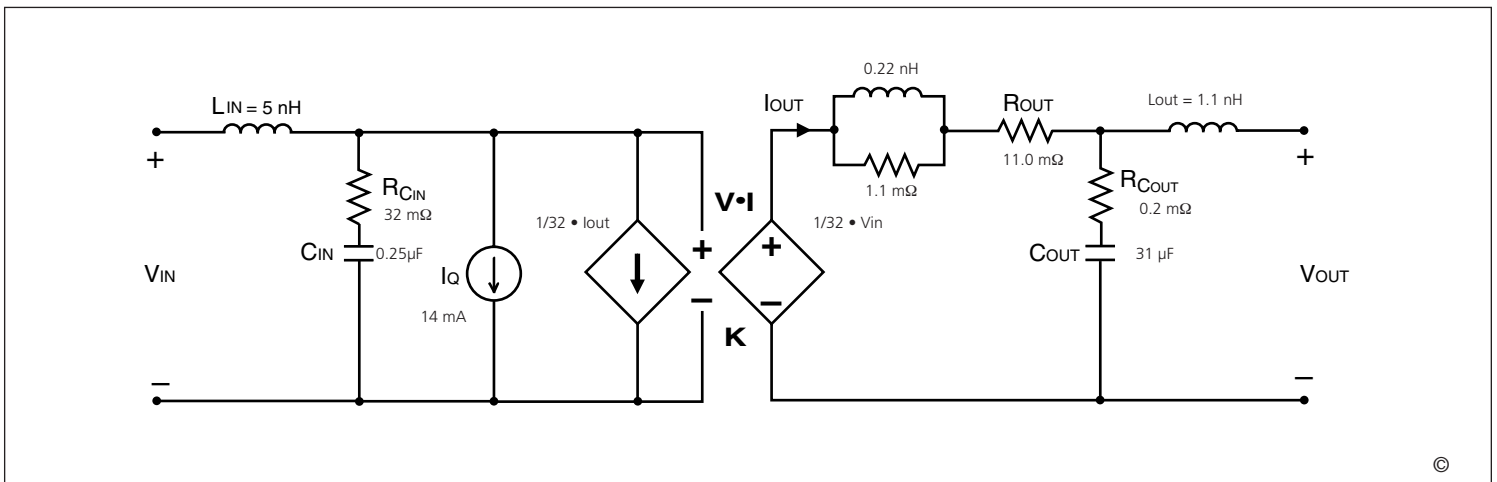 0.22 nH
LIN = 5 nH
IOUT
ROUT
Lout = 1.1 nH
+
+
11.0 mΩ
RCIN
32 mΩ
1.1 mΩ
RCOUT
0.2 mΩ
V•I
1/32 • Iout
1/32 • Vin
+
+
CIN
0.25µF
COUT
31 µF
VIN
IQ
VOUT
–
–
14 mA
K
–
–
©